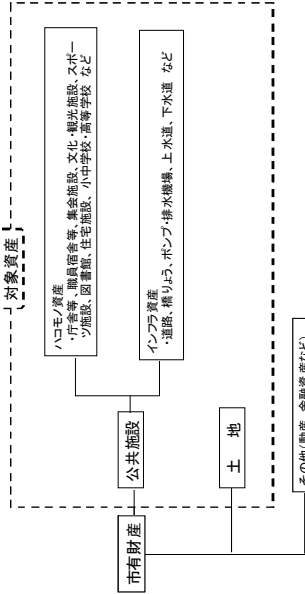 対象資産
市有財産
公共施設
ハコモノ資産
・庁舎等、職員宿舎等、集会施設、文化・観光施設、スポー
ツ施設、図書館、住宅施設、小中学校・高等学校 など
インフラ資産
・道路、橋りょう、ポンプ・排水機場、上水道、下水道 など
土 地
その他(動産、金融資産など)